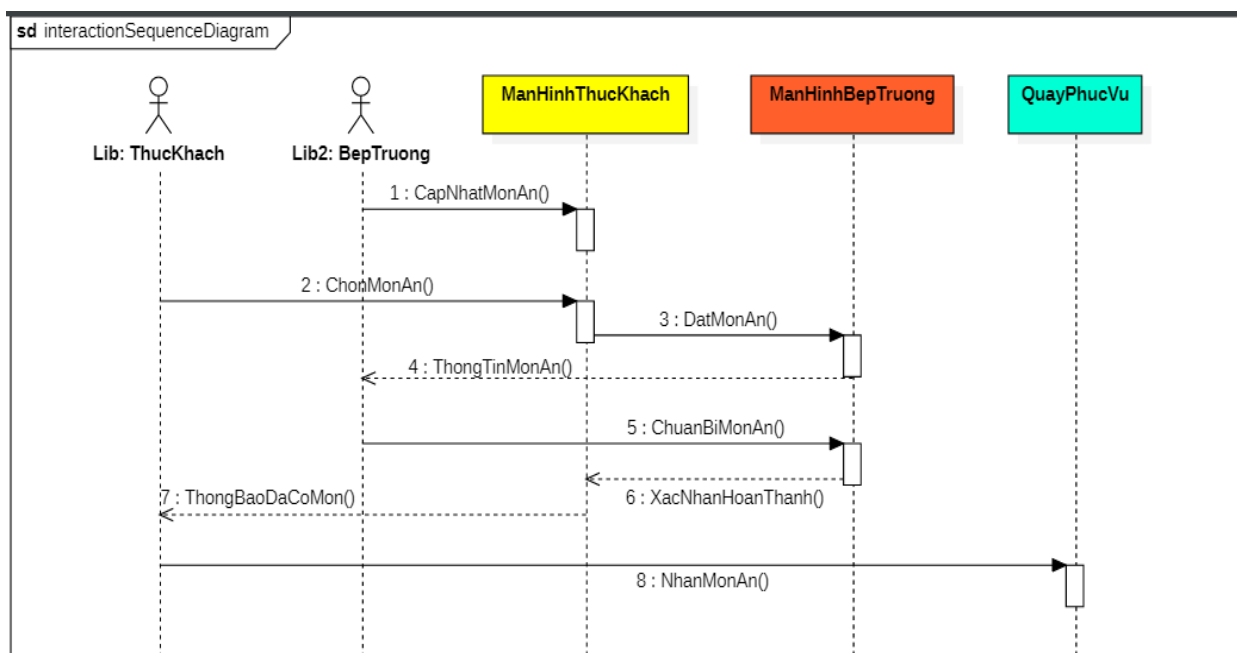 sd interactionSequenceDiagram
ManHinhThucKhach
ManHinhBepTruong
QuayPhucVu
Lib: ThucKhach
Lib2: BepTruong
1 : CapNhatMonAn()
2 : ChonMonAn()
3 : DatMonAn()
4 : ThongTinMonAn()
5 : ChuanBiMonAn()
6 : XacNhanHoanThanh()
7 : ThongBaoDaCoMon()
8 : NhanMonAn()